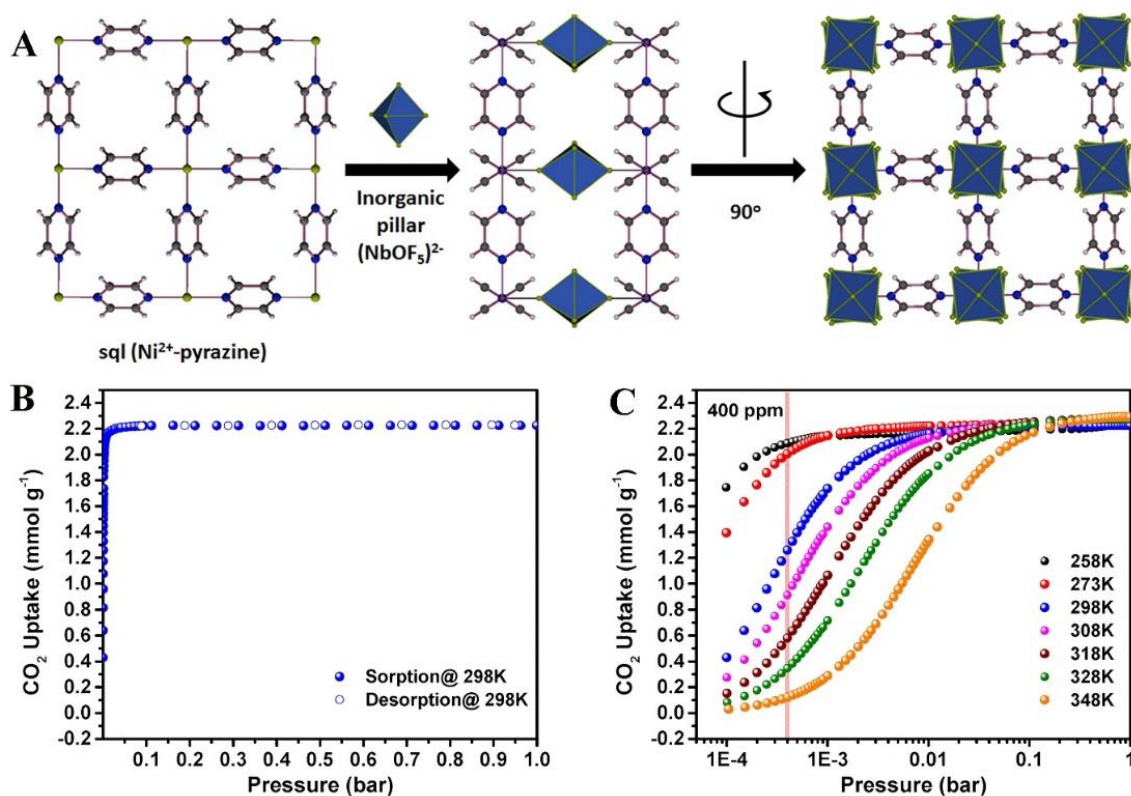 A
Inorganic
pillar
(NbOF₅)²⁻
90°
sql (Ni²⁺-pyrazine)
B
CO₂ Uptake (mmol g⁻¹)
2.4
2.2
2.0
1.8
1.6
1.4
1.2
1.0
0.8
0.6
0.4
0.2
0.0
-0.2
0.1 0.2 0.3 0.4 0.5 0.6 0.7 0.8 0.9 1.0
Pressure (bar)
Sorption@ 298K
Desorption@ 298K
C
CO₂ Uptake (mmol g⁻¹)
2.4
2.2
2.0
1.8
1.6
1.4
1.2
1.0
0.8
0.6
0.4
0.2
0.0
-0.2
400 ppm
258K
273K
298K
308K
318K
328K
348K
1E-4 1E-3 0.01 0.1 1
Pressure (bar)